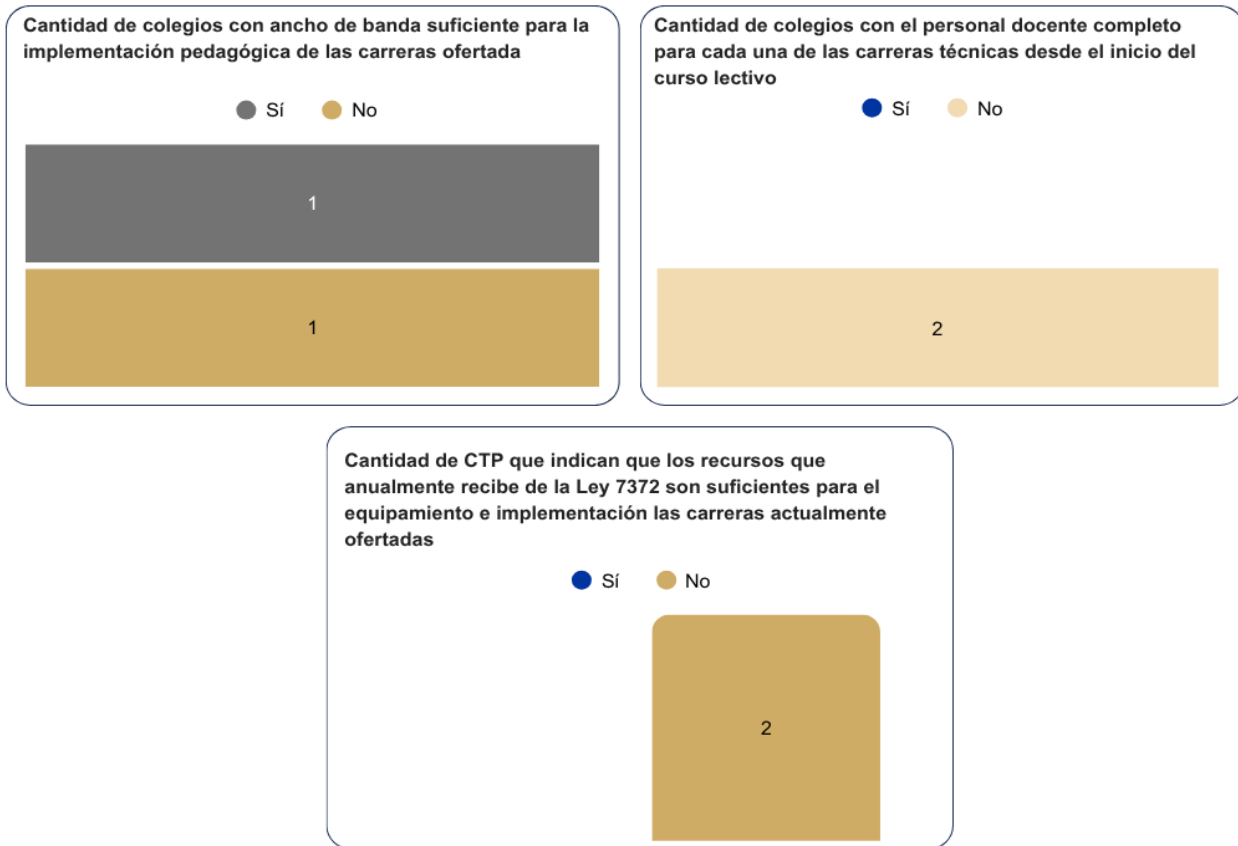 Cantidad de colegios con ancho de banda suficiente para la
implementación pedagógica de las carreras ofertada
Sí No
1
1
Cantidad de colegios con el personal docente completo
para cada una de las carreras técnicas desde el inicio del
curso lectivo
Sí No
2
Cantidad de CTP que indican que los recursos que
anualmente recibe de la Ley 7372 son suficientes para el
equipamiento e implementación las carreras actualmente
ofertadas
Sí No
2